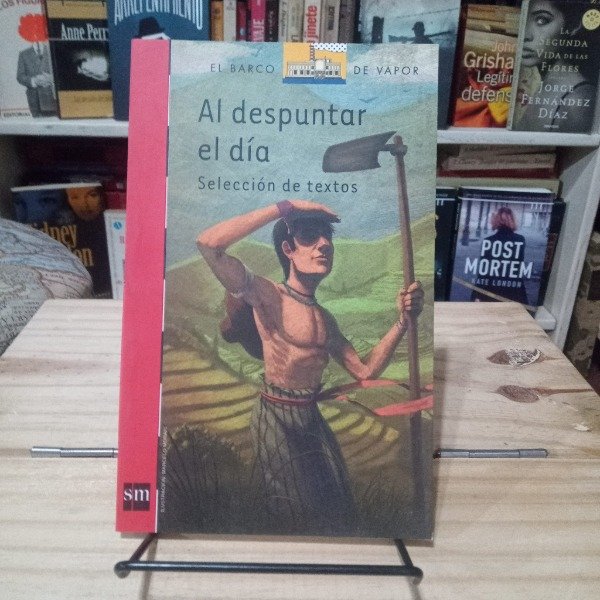 EL BARCO DE VAPOR
Al despuntar
el día
Selección de textos
sm
Anne Perry
jinete
John
Grisham
Legítima
defensa
LA
SEGUNDA
VIDA DE LAS
FLORES
JORGE
FERNÁNDEZ
DÍAZ
POST
MORTEM
KATE LONDON